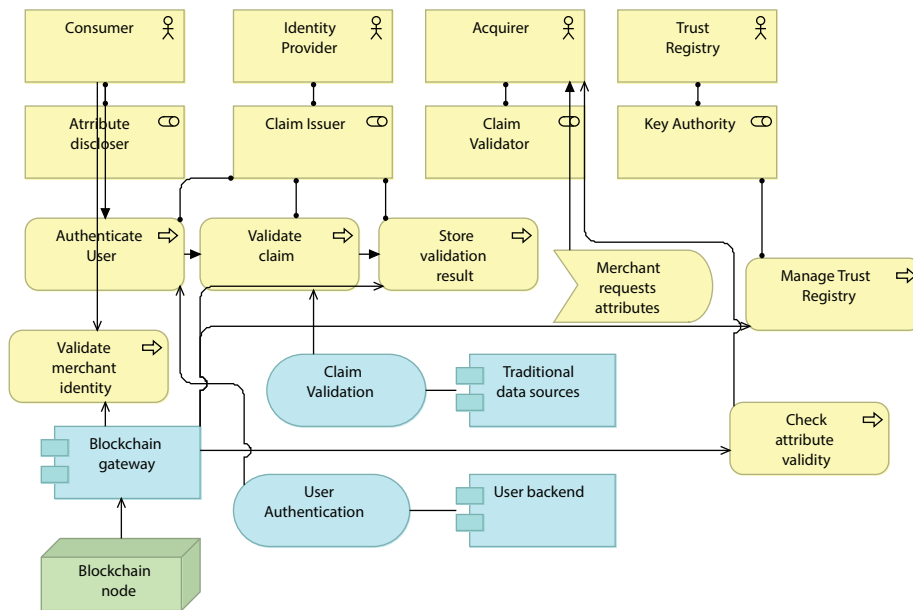 Consumer
Identity
Provider
Acquirer
Trust
Registry
Atrribute
discloser
Claim Issuer
Claim
Validator
Key Authority
Authenticate
User
Validate
claim
Store
validation
result
Merchant
requests
attributes
Manage Trust
Registry
Validate
merchant
identity
Claim
Validation
Traditional
data sources
Check
attribute
validity
Blockchain
gateway
User
Authentication
User backend
Blockchain
node